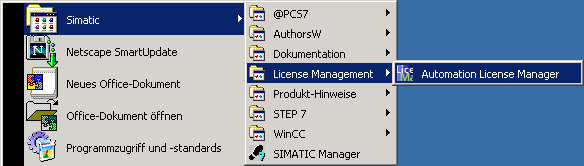 Simatic
Netscape SmartUpdate
Neues Office-Dokument
Office-Dokument öffnen
Programmzugriff und -standards
@PCS7
AuthorsW
Dokumentation
License Management
Produkt-Hinweise
STEP 7
WinCC
SIMATIC Manager
Automation License Manager